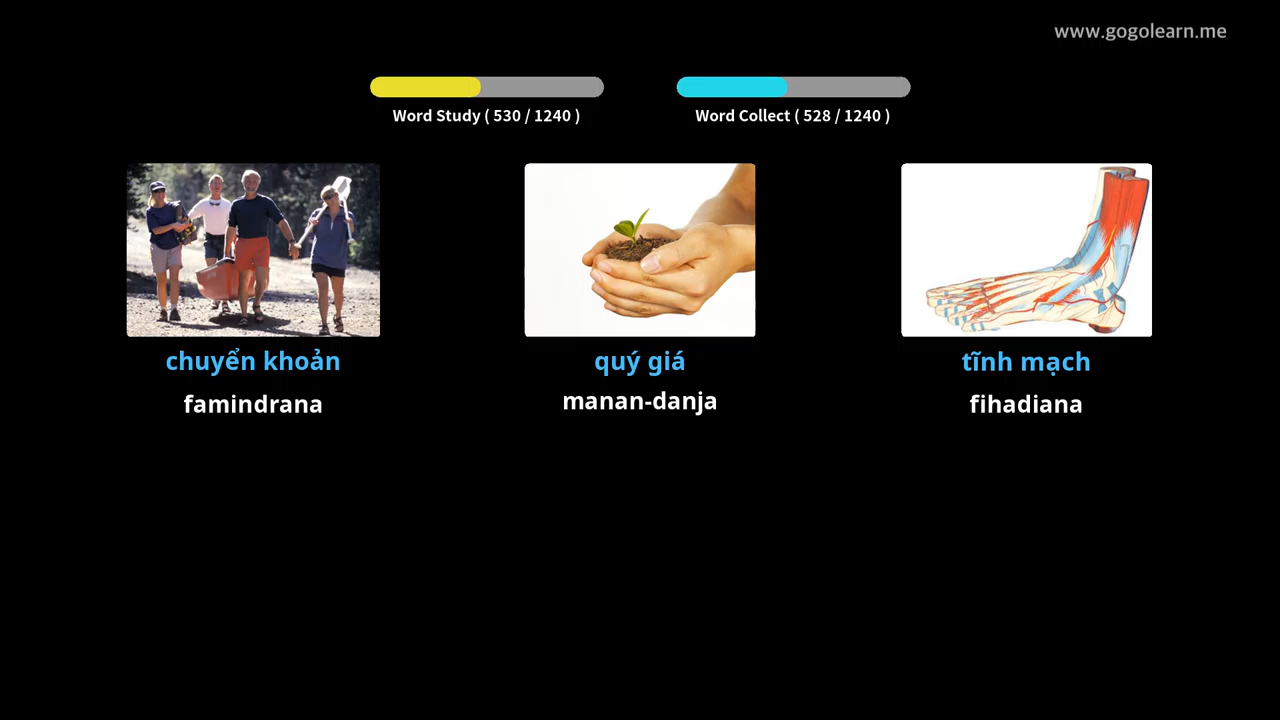 www.gogolearn.me
Word Study ( 530 / 1240 )
Word Collect ( 528 / 1240 )
chuyển khoản
famindrana
quý giá
manan-danja
tĩnh mạch
fihadiana